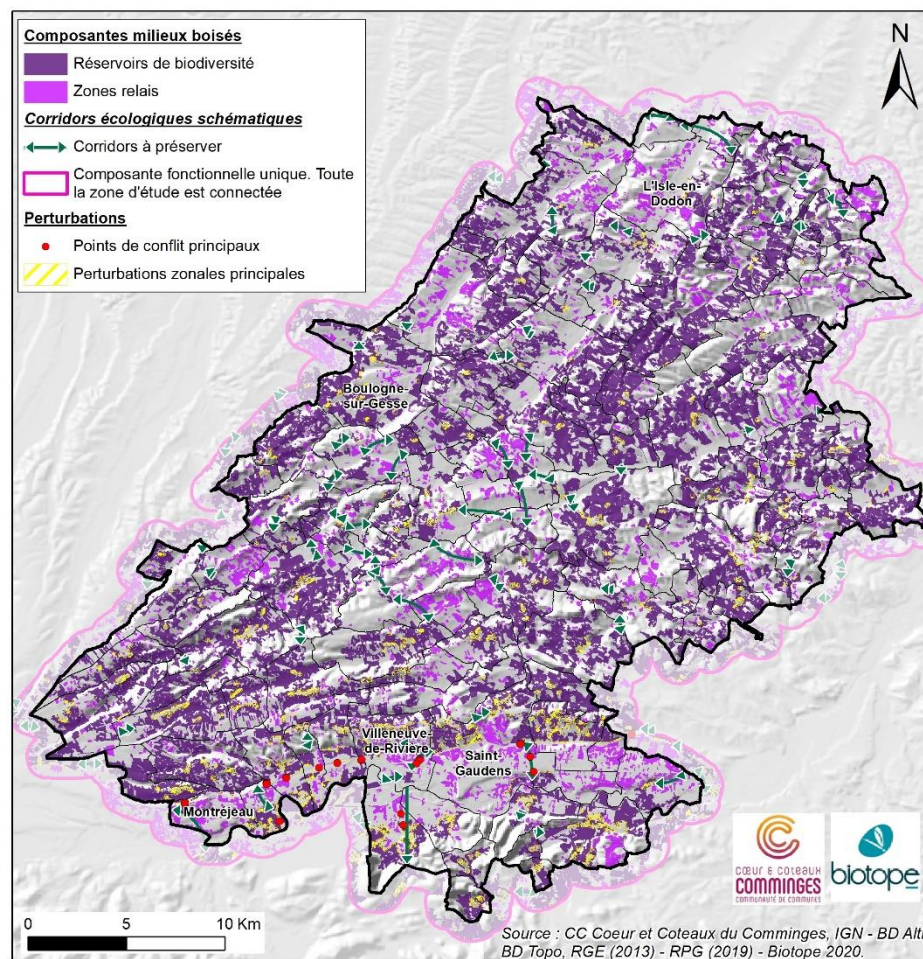 Composantes milieux boisés
Réservoirs de biodiversité
Zones relais
Corridors écologiques schématiques
Corridors à préserver
Composante fonctionnelle unique. Toute
la zone d'étude est connectée
Perturbations
Points de conflit principaux
Perturbations zonales principales
N
L'Isle-en-
Dodon
Boulogne-
sur-Gesse
Villeneuve-
de-Rivière
Saint-
Gaudens
Montréjeau
0 5 10 Km
CŒUR & COTEAUX
COMMINGES
COMMUNAUTÉ DE COMMUNES
biotope
Source : CC Coeur et Coteaux du Comminges, IGN - BD Alti
BD Topo, RGE (2013) - RPG (2019) - Biotope 2020.